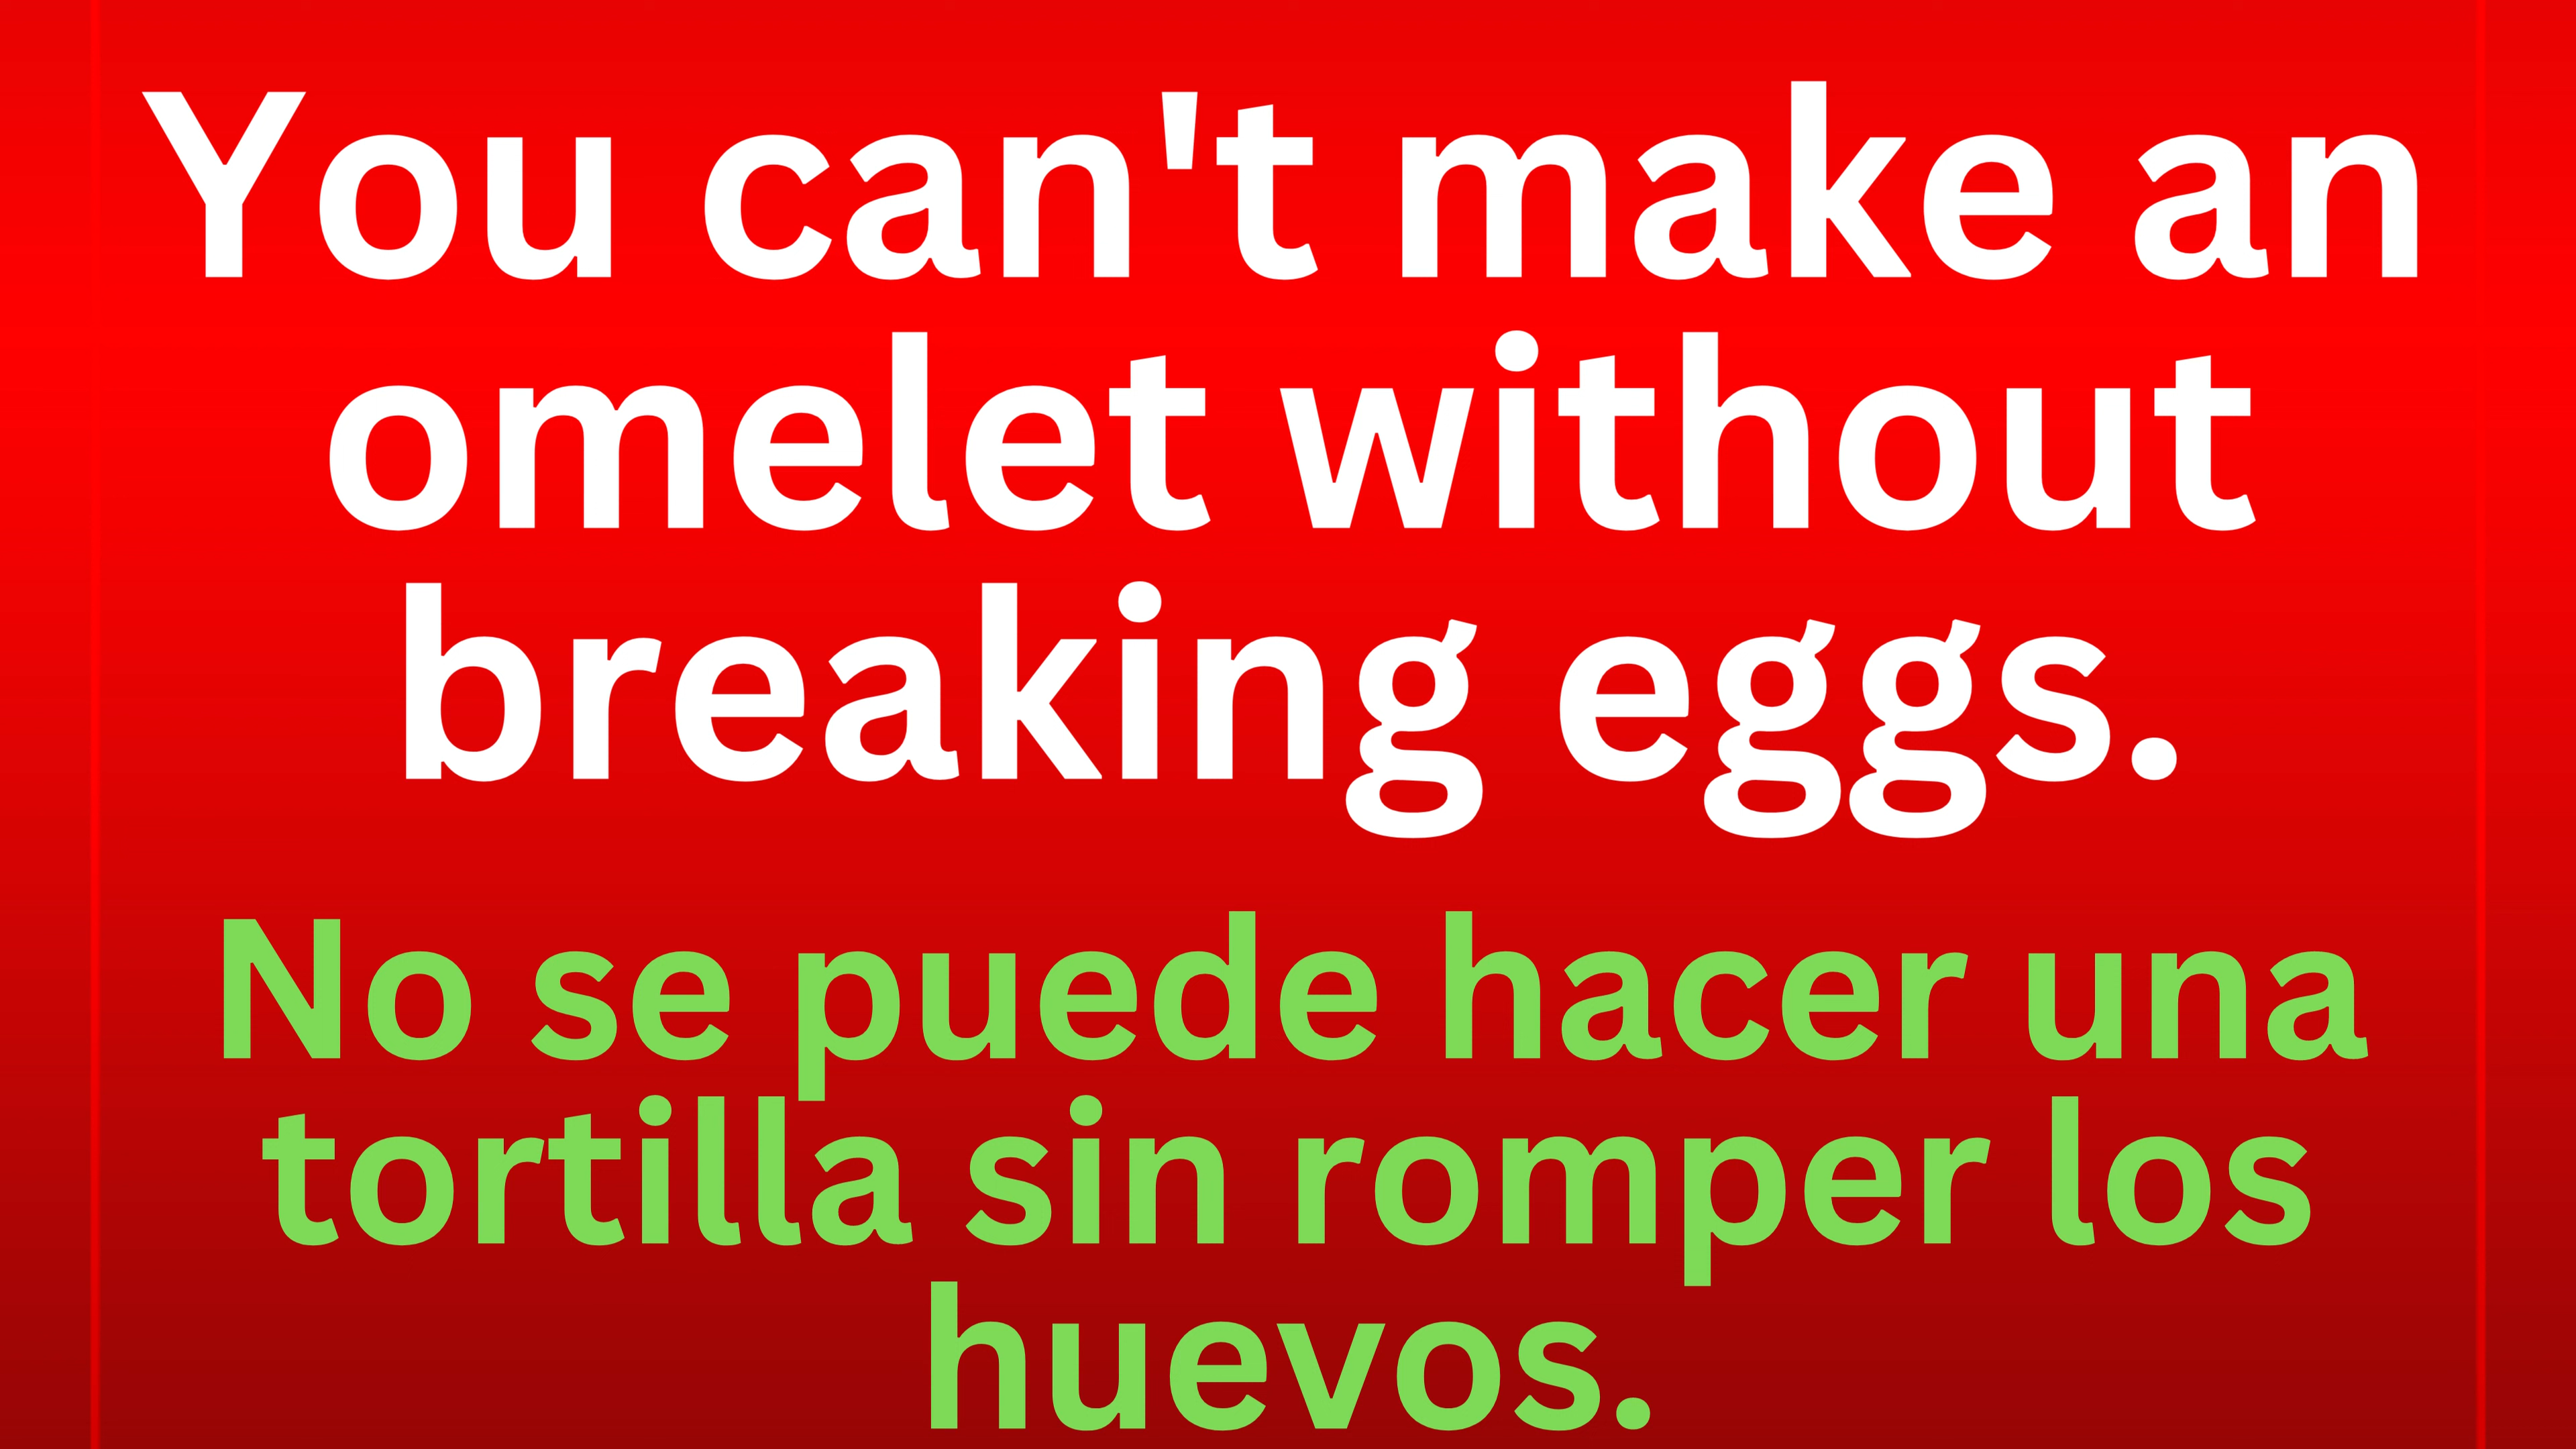 You can't make an
omelet without
breaking eggs.
No se puede hacer una
tortilla sin romper los
huevos.